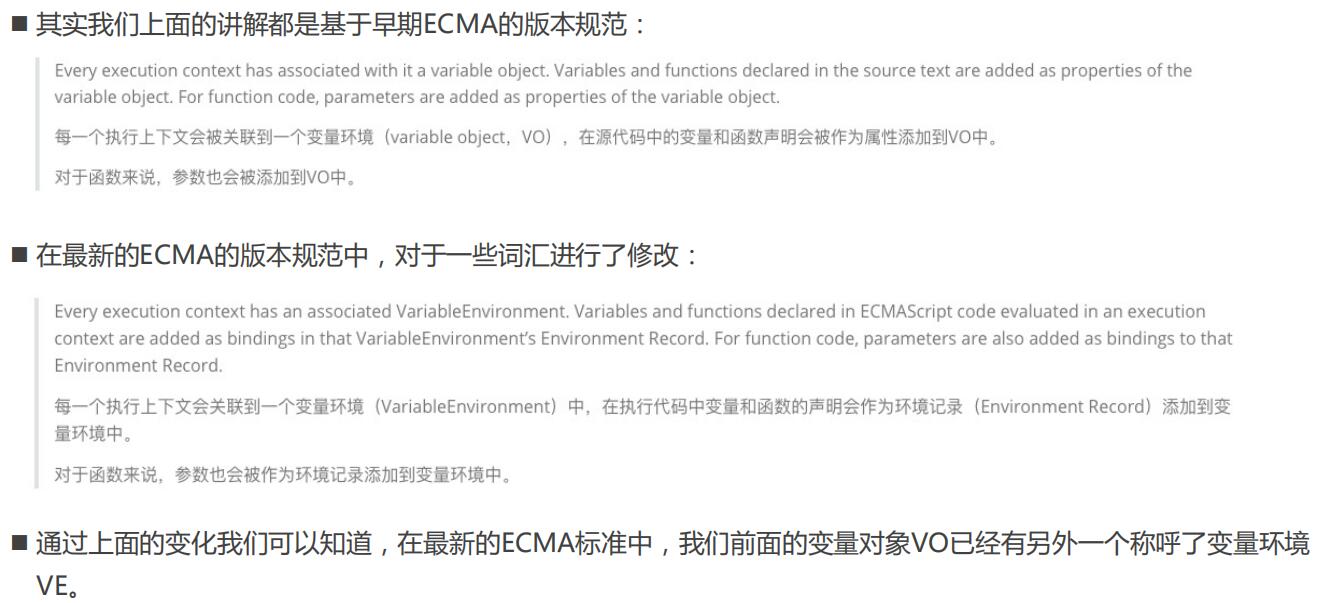 ■ 其实我们上面的讲解都是基于早期ECMA的版本规范：
Every execution context has associated with it a variable object. Variables and functions declared in the source text are added as properties of the
variable object. For function code, parameters are added as properties of the variable object.
每一个执行上下文会被关联到一个变量环境（variable object，VO），在源代码中的变量和函数声明会被作为属性添加到VO中。
对于函数来说，参数也会被添加到VO中。
■ 在最新的ECMA的版本规范中，对于一些词汇进行了修改：
Every execution context has an associated VariableEnvironment. Variables and functions declared in ECMAScript code evaluated in an execution
context are added as bindings in that VariableEnvironment’s Environment Record. For function code, parameters are also added as bindings to that
Environment Record.
每一个执行上下文会关联到一个变量环境（VariableEnvironment）中，在执行代码中变量和函数的声明会作为环境记录（Environment Record）添加到变
量环境中。
对于函数来说，参数也会被作为环境记录添加到变量环境中。
■ 通过上面的变化我们可以知道，在最新的ECMA标准中，我们前面的变量对象VO已经有另外一个称呼了变量环境
VE。